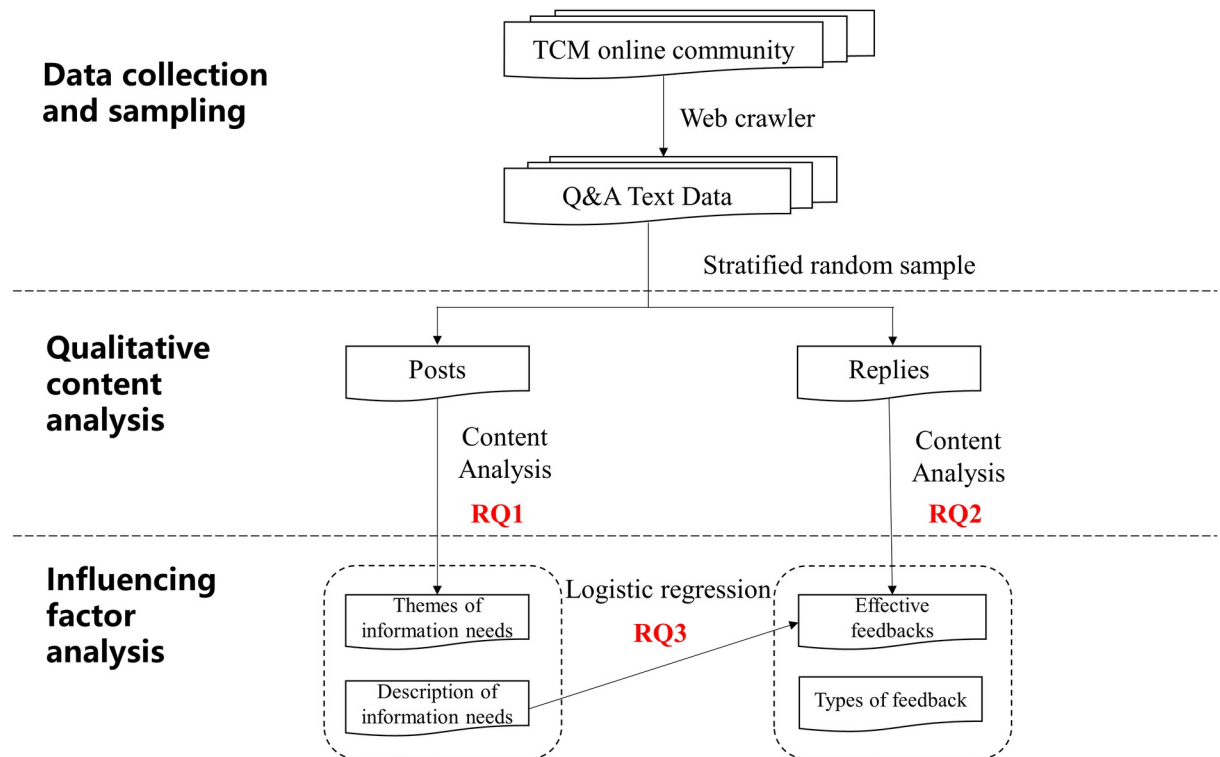 Data collection
and sampling
TCM online community
Web crawler
Q&A Text Data
Stratified random sample
Qualitative
content
analysis
Posts
Replies
Content
Analysis
RQ1
Content
Analysis
RQ2
Influencing
factor
analysis
Themes of
information needs
Description of
information needs
Logistic regression
RQ3
Effective
feedbacks
Types of feedback